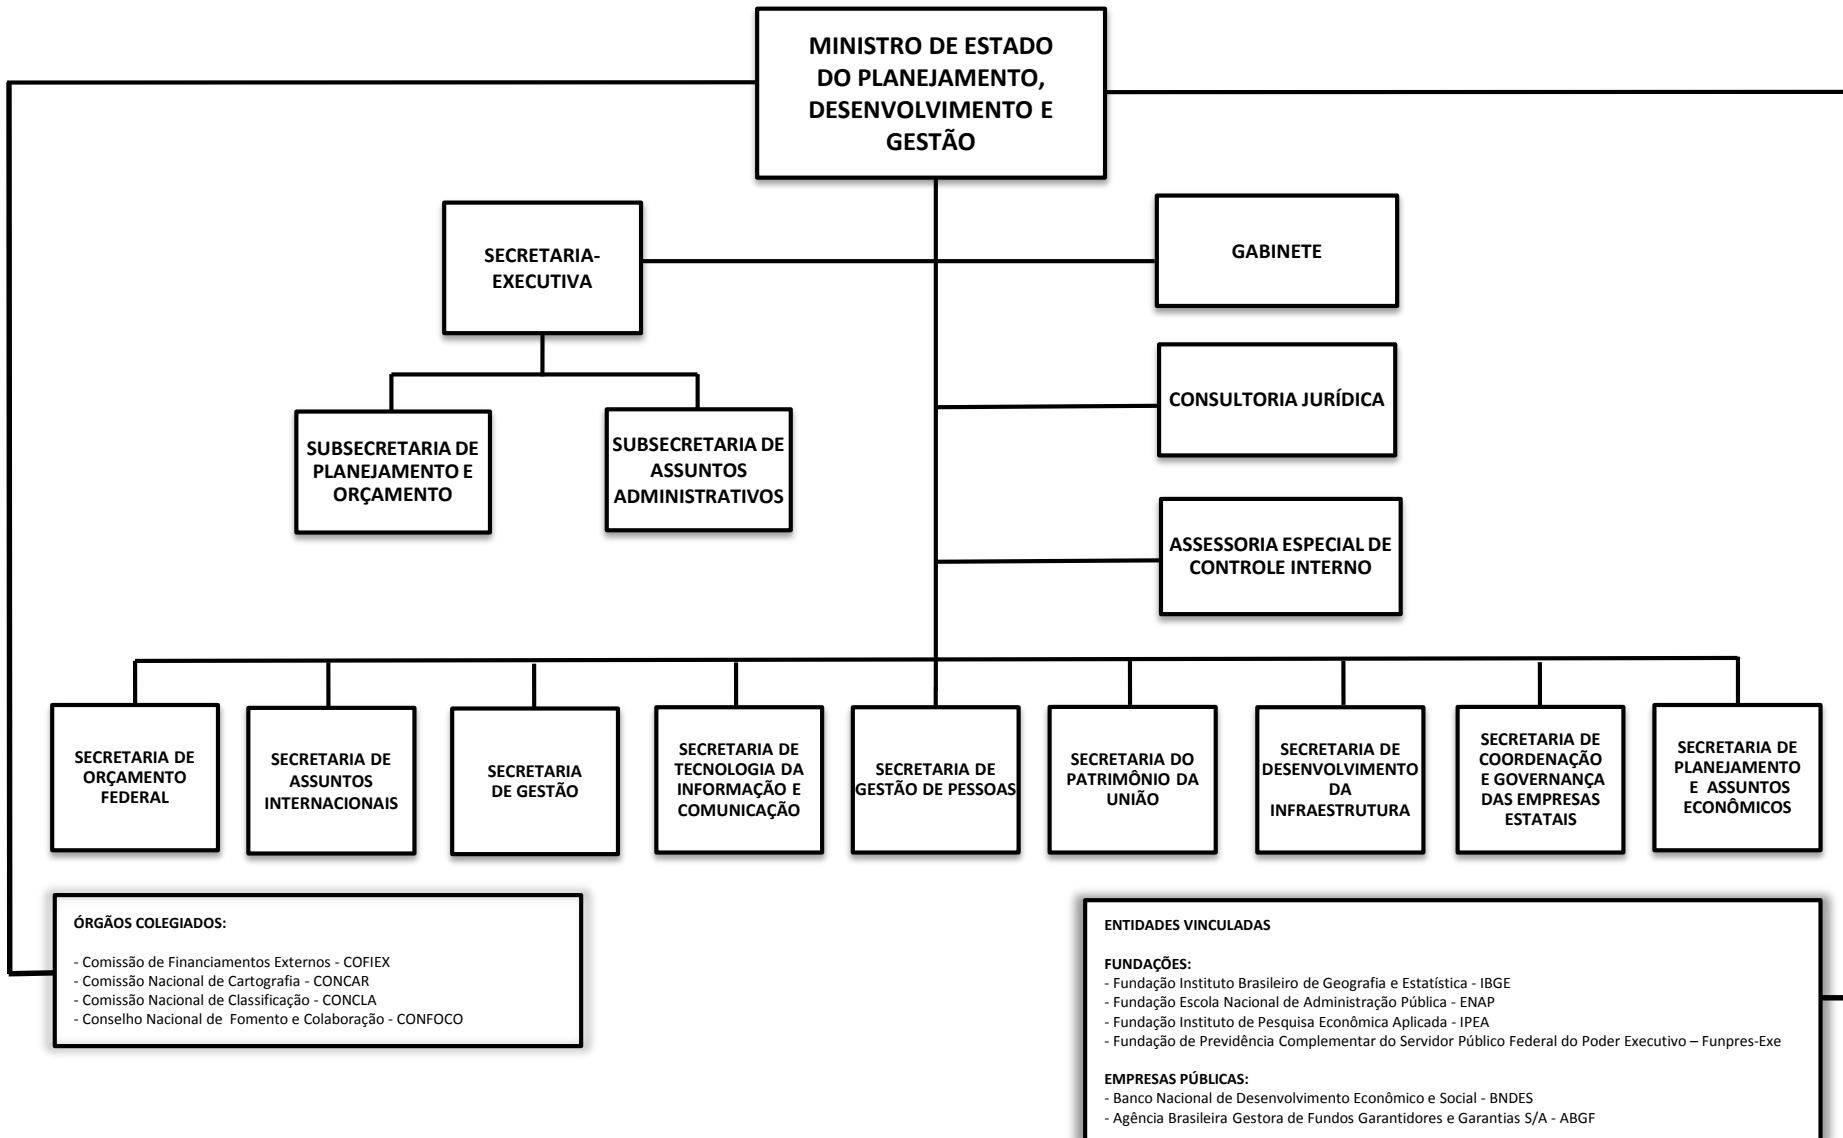 MINISTRO DE ESTADO
DO PLANEJAMENTO,
DESENVOLVIMENTO E
GESTÃO
SECRETARIA-
EXECUTIVA
GABINETE
SUBSECRETARIA DE
PLANEJAMENTO E
ORÇAMENTO
SUBSECRETARIA DE
ASSUNTOS
ADMINISTRATIVOS
CONSULTORIA JURÍDICA
ASSESSORIA ESPECIAL DE
CONTROLE INTERNO
SECRETARIA DE
ORÇAMENTO
FEDERAL
SECRETARIA DE
ASSUNTOS
INTERNACIONAIS
SECRETARIA
DE GESTÃO
SECRETARIA DE
TECNOLOGIA DA
INFORMAÇÃO E
COMUNICAÇÃO
SECRETARIA DE
GESTÃO DE PESSOAS
SECRETARIA DO
PATRIMÔNIO DA
UNIÃO
SECRETARIA DE
DESENVOLVIMENTO
DA
INFRAESTRUTURA
SECRETARIA DE
COORDENAÇÃO
E GOVERNANÇA
DAS EMPRESAS
ESTATAIS
SECRETARIA DE
PLANEJAMENTO
E ASSUNTOS
ECONÔMICOS
ÓRGÃOS COLEGIADOS:
- Comissão de Financiamentos Externos - COFIEX
- Comissão Nacional de Cartografia - CONCAR
- Comissão Nacional de Classificação - CONCLA
- Conselho Nacional de Fomento e Colaboração - CONFOCO
ENTIDADES VINCULADAS
FUNDAÇÕES:
- Fundação Instituto Brasileiro de Geografia e Estatística - IBGE
- Fundação Escola Nacional de Administração Pública - ENAP
- Fundação Instituto de Pesquisa Econômica Aplicada - IPEA
- Fundação de Previdência Complementar do Servidor Público Federal do Poder Executivo – Funpres-Exe
EMPRESAS PÚBLICAS:
- Banco Nacional de Desenvolvimento Econômico e Social - BNDES
- Agência Brasileira Gestora de Fundos Garantidores e Garantias S/A - ABGF